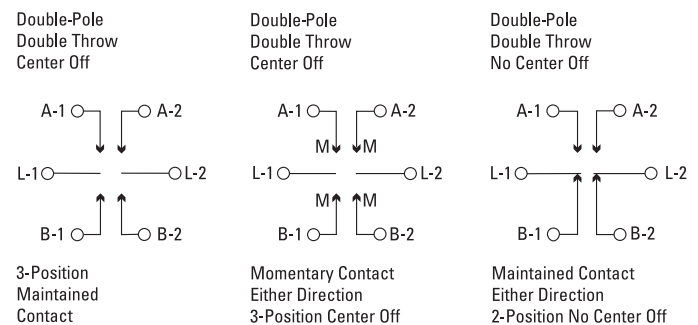 Double-Pole
Double Throw
Center Off
Double-Pole
Double Throw
Center Off
Double-Pole
Double Throw
No Center Off
A-1 A-2
L-1 L-2
B-1 B-2
3-Position
Maintained
Contact
A-1 A-2
M M
L-1 L-2
M M
B-1 B-2
Momentary Contact
Either Direction
3-Position Center Off
A-1 A-2
L-1 L-2
B-1 B-2
Maintained Contact
Either Direction
2-Position No Center Off